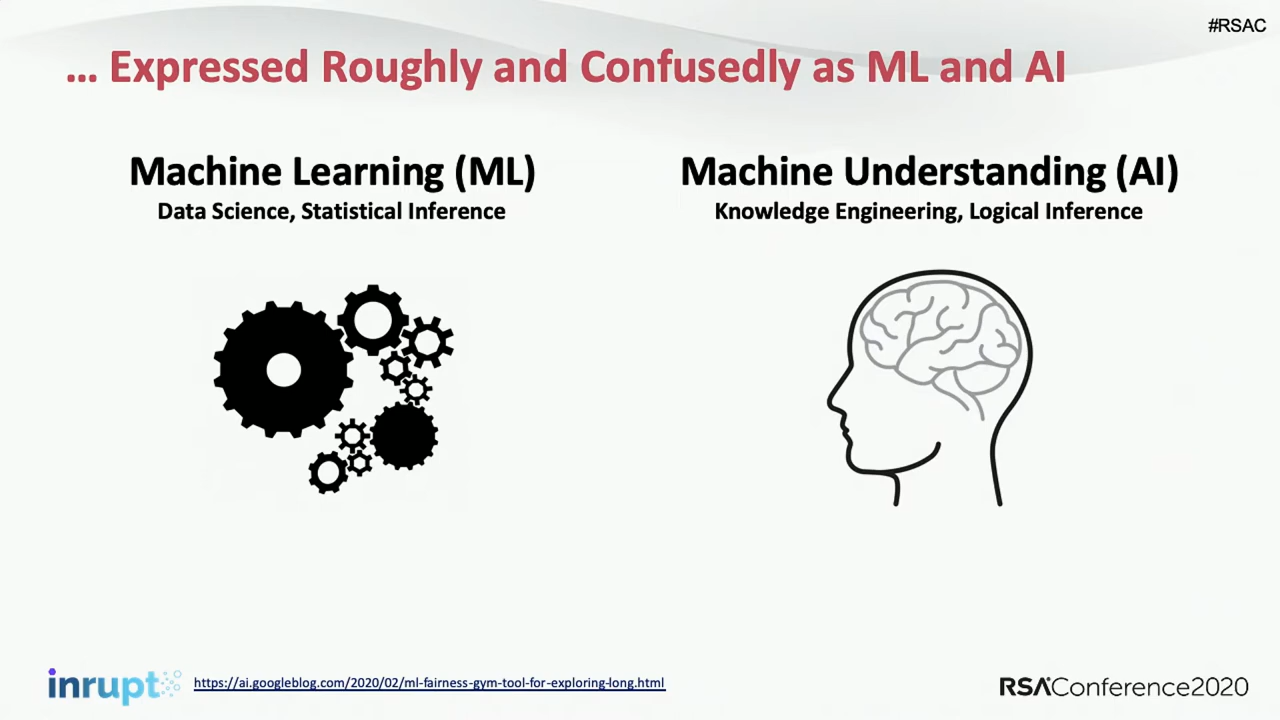 #RSAC
... Expressed Roughly and Confusedly as ML and AI
Machine Learning (ML)
Data Science, Statistical Inference
Machine Understanding (AI)
Knowledge Engineering, Logical Inference
inrupt
https://ai.googleblog.com/2020/02/ml-fairness-gym-tool-for-exploring-long.html
RSAConference2020